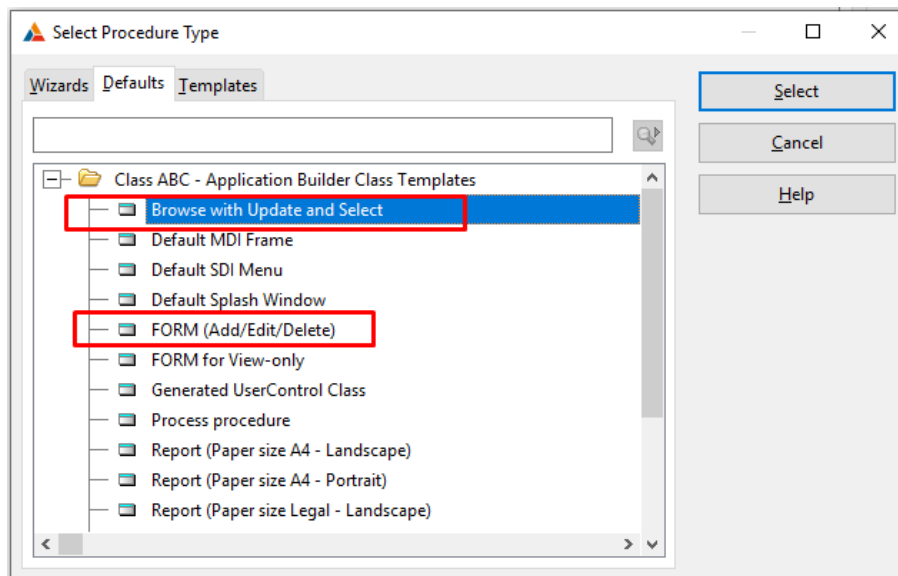 Select Procedure Type
Wizards Defaults Templates
Select
Cancel
Help
Class ABC - Application Builder Class Templates
Browse with Update and Select
Default MDI Frame
Default SDI Menu
Default Splash Window
FORM (Add/Edit/Delete)
FORM for View-only
Generated UserControl Class
Process procedure
Report (Paper size A4 - Landscape)
Report (Paper size A4 - Portrait)
Report (Paper size Legal - Landscape)